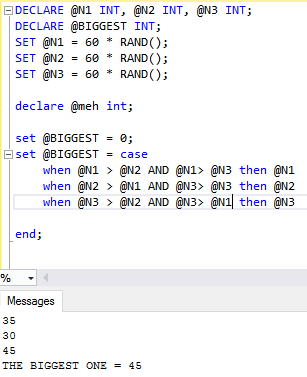 DECLARE @N1 INT, @N2 INT, @N3 INT;
DECLARE @BIGGEST INT;
SET @N1 = 60 * RAND();
SET @N2 = 60 * RAND();
SET @N3 = 60 * RAND();
declare @meh int;
set @BIGGEST = 0;
set @BIGGEST = case
when @N1 > @N2 AND @N1> @N3 then @N1
when @N2 > @N1 AND @N3> @N3 then @N2
when @N3 > @N2 AND @N3> @N1 then @N3
end;
%
Messages
35
30
45
THE BIGGEST ONE = 45